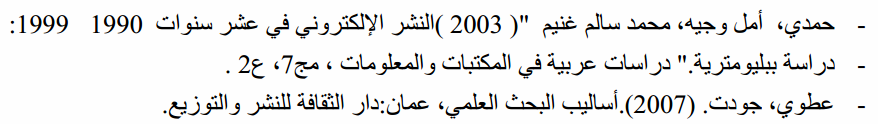 - حمدي، أمل وجيه، محمد سالم غنيم "( 2003 )النشر الإلكتروني في عشر سنوات 1990 1999:
- دراسة ببليومترية." دراسات عربية في المكتبات والمعلومات ، مج7، ع2 .
- عطوي، جودت. (2007).أساليب البحث العلمي، عمان:دار الثقافة للنشر والتوزيع.